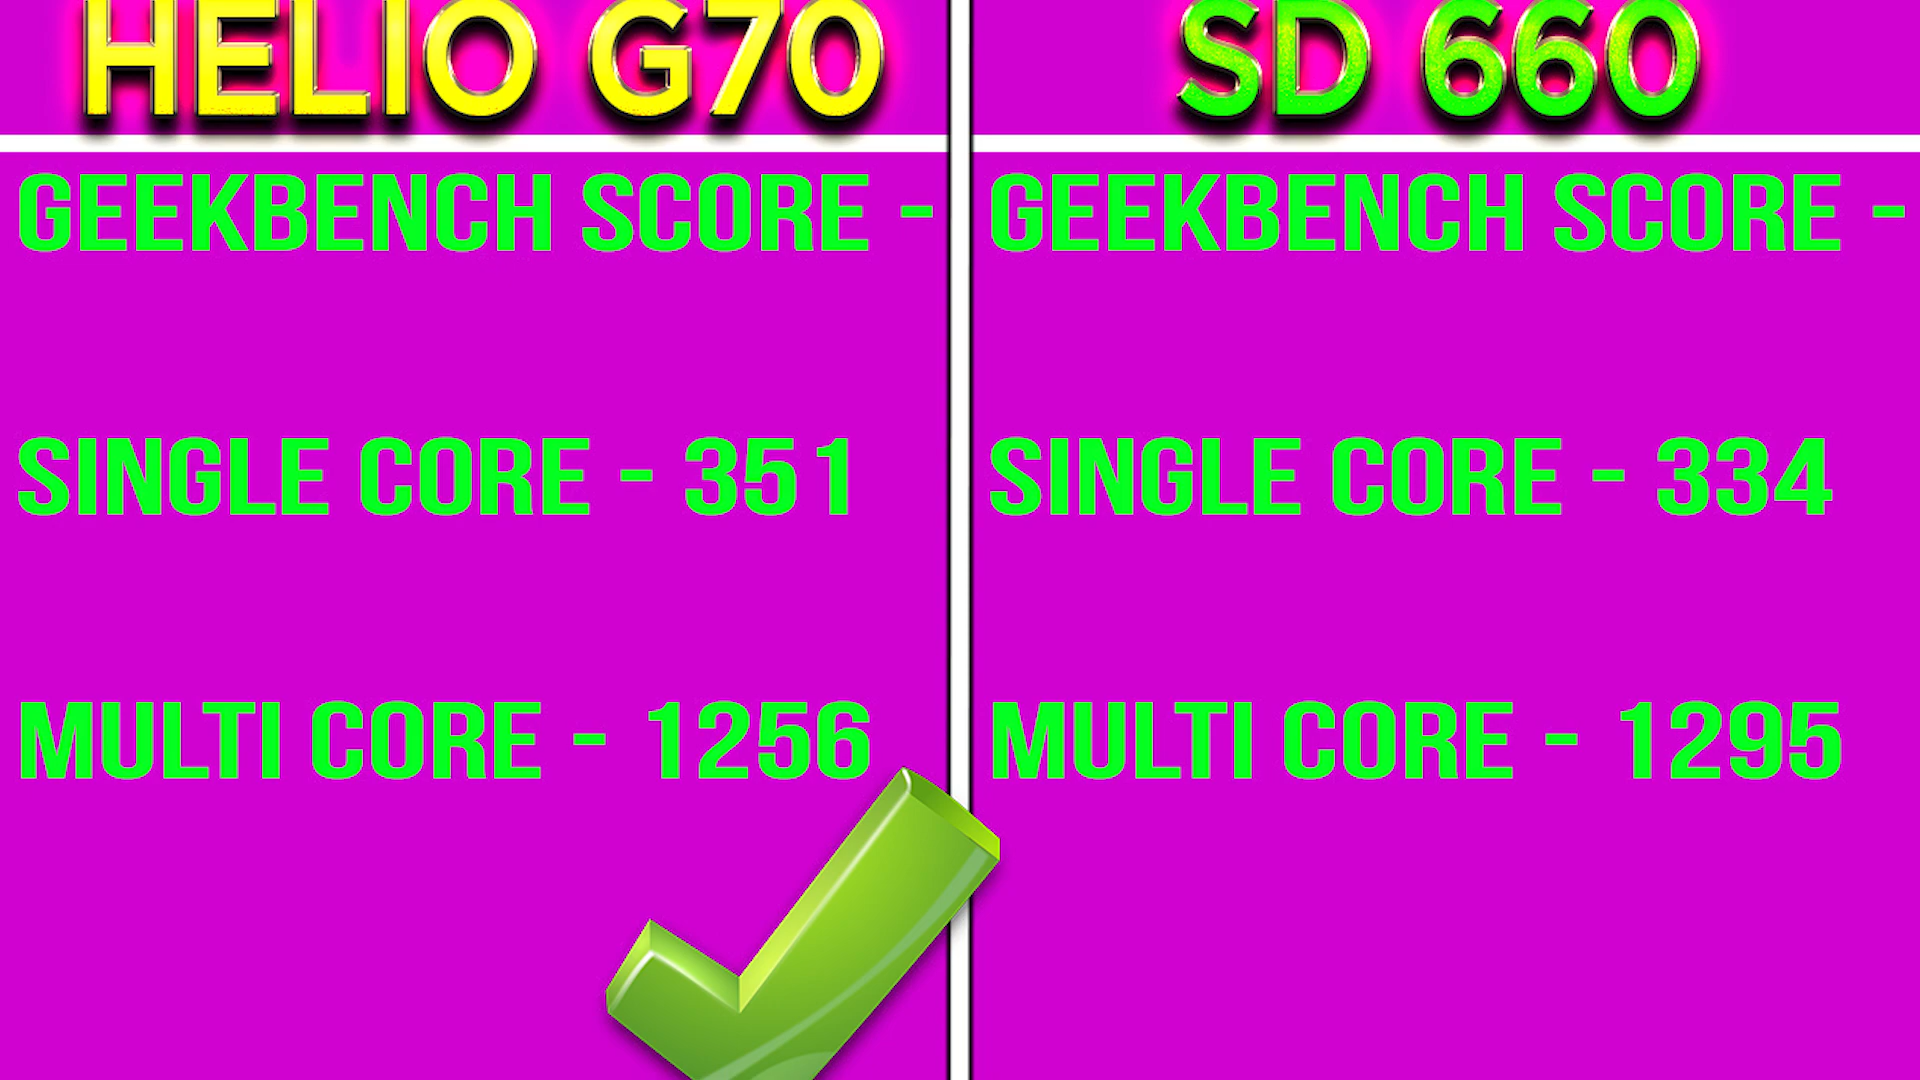 HELIO G70
SD 660
GEEKBENCH SCORE -
SINGLE CORE - 351
MULTI CORE - 1256
GEEKBENCH SCORE -
SINGLE CORE - 334
MULTI CORE - 1295